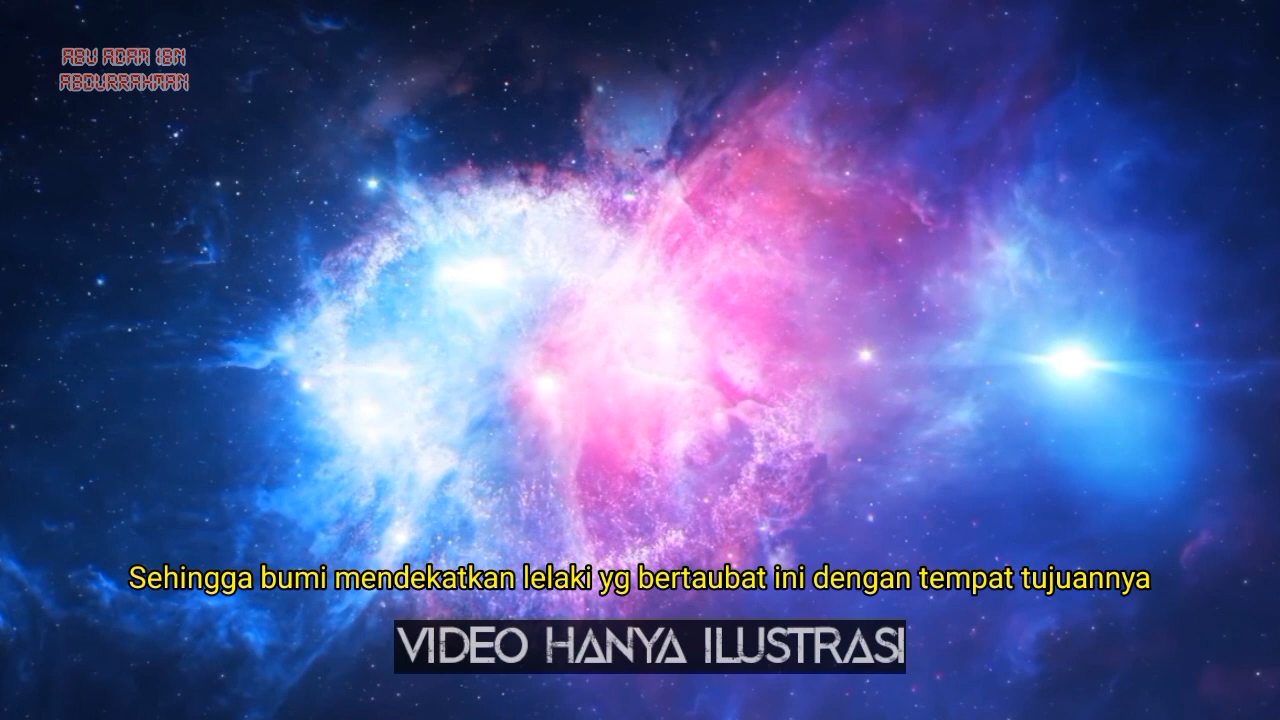 ABU ADAM IBN
ABDURRAHMAN
Sehingga bumi mendekatkan lelaki yg bertaubat ini dengan tempat tujuannya
VIDEO HANYA ILUSTRASI